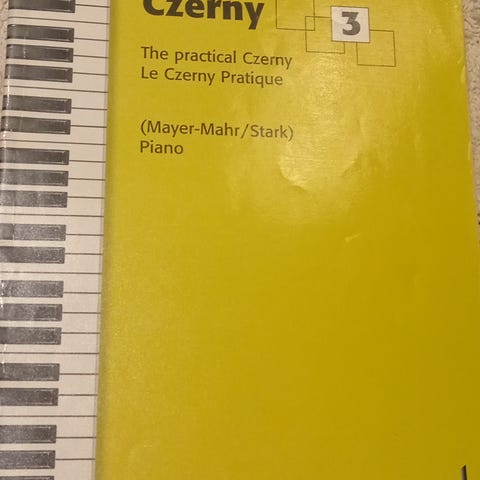 Czerny
3
The practical Czerny
Le Czerny Pratique
(Mayer-Mahr/Stark)
Piano